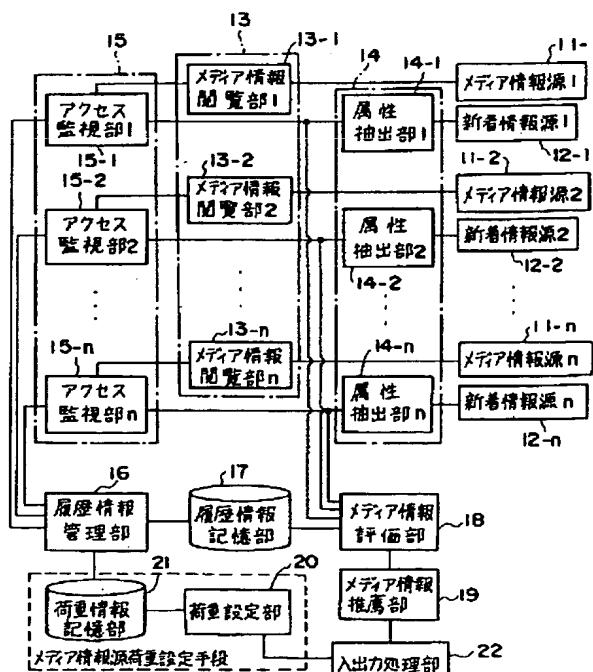 15
13
13-1
11-
メディア情報
閲覧部1
14
14-1
メディア情報源1
アクセス
監視部1
属性
抽出部1
新着情報源1
15-1
12-1
15-2
13-2
11-2
メディア情報
閲覧部2
メディア情報源2
アクセス
監視部2
属性
抽出部2
新着情報源2
14-2
12-2
13-n
11-n
15-n
メディア情報
閲覧部n
14-n
メディア情報源n
アクセス
監視部n
属性
抽出部n
新着情報源n
12-n
16
17
履歴情報
管理部
履歴情報
記憶部
メディア情報
評価部
18
21
20
荷重情報
記憶部
荷重設定部
メディア情報
推薦部
19
メディア情報源荷重設定手段
入出力処理部
22